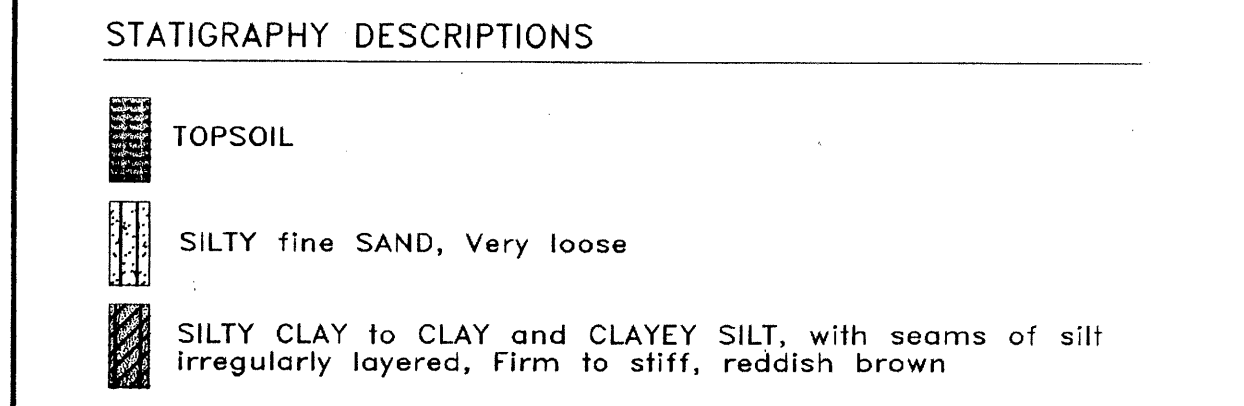 STATIGRAPHY DESCRIPTIONS
TOPSOIL
SILTY fine SAND, Very loose
SILTY CLAY to CLAY and CLAYEY SILT, with seams of silt
irregularly layered, Firm to stiff, reddish brown